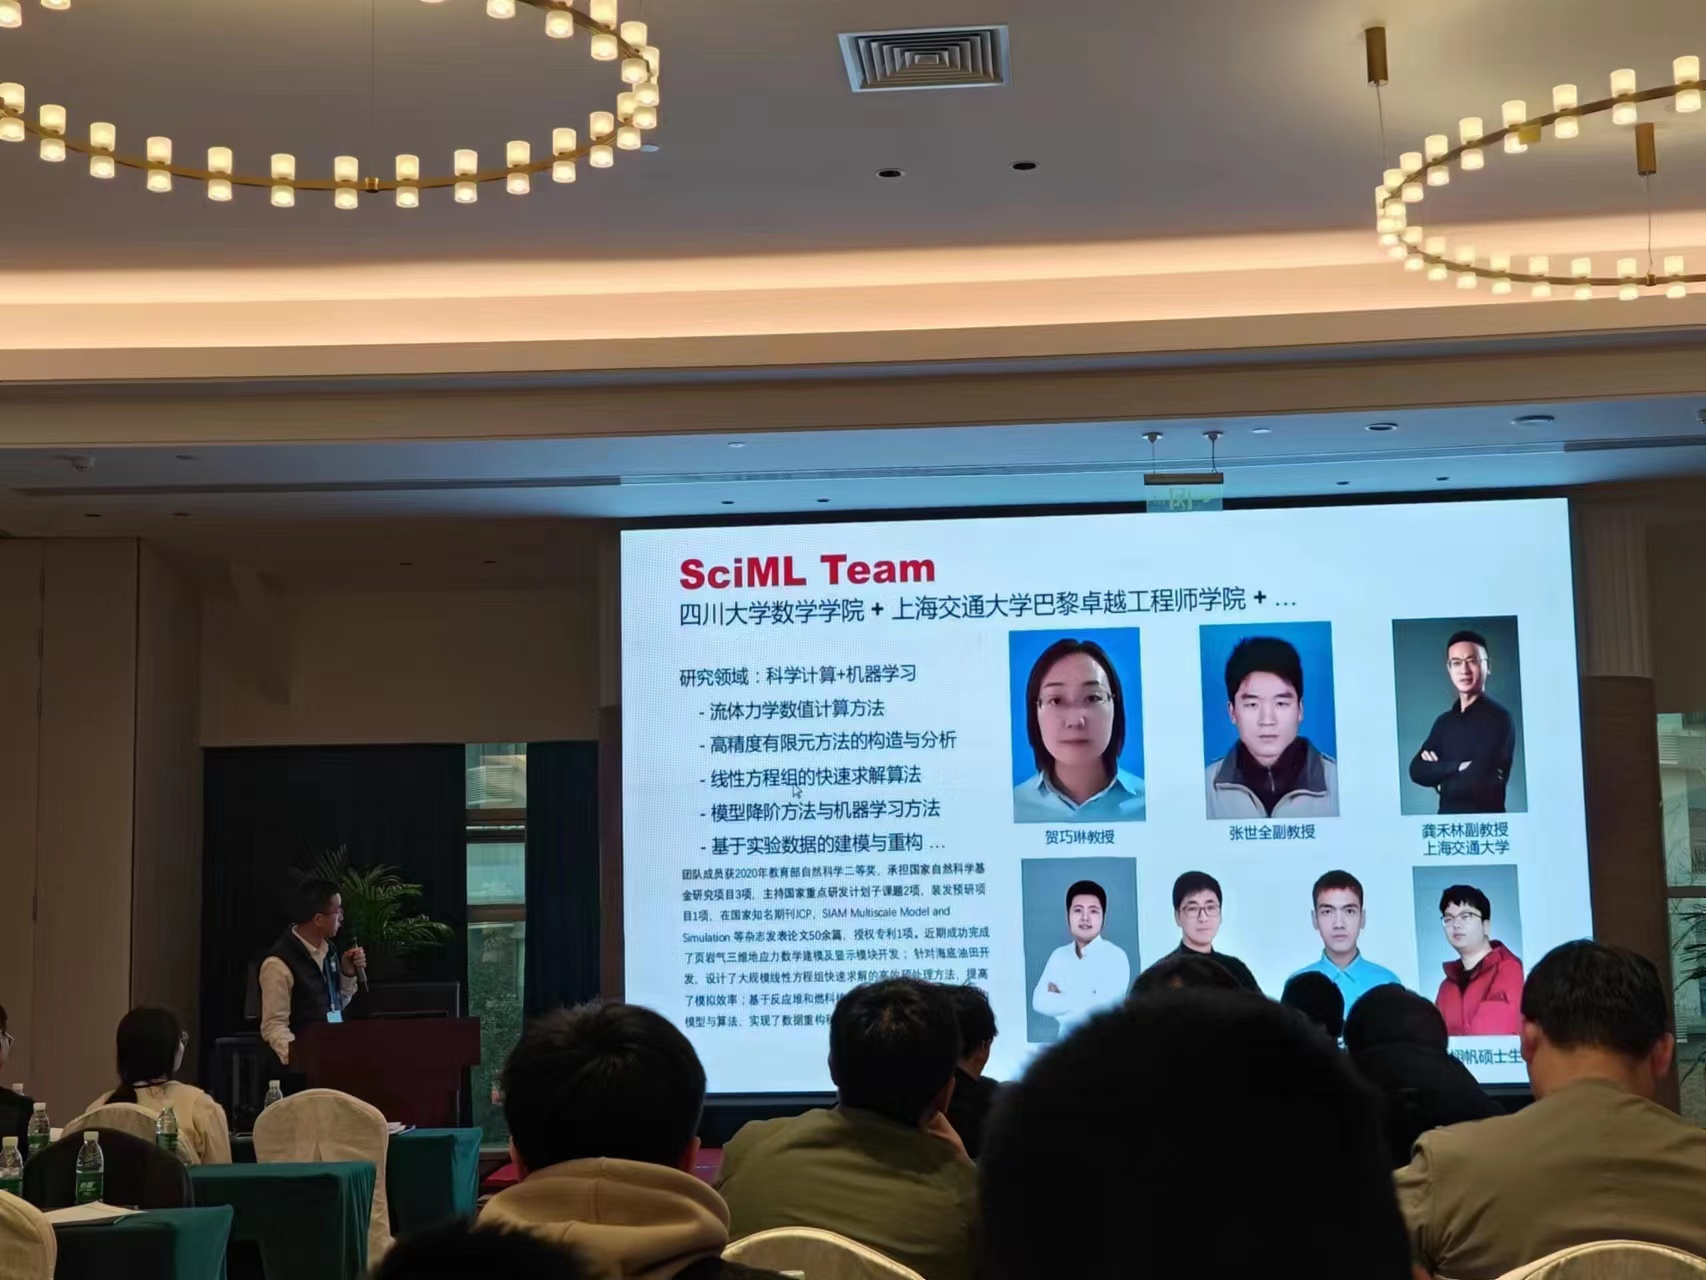 SciML Team
四川大学数学学院 + 上海交通大学巴黎卓越工程师学院 + …
研究领域：科学计算+机器学习
- 流体力学数值计算方法
- 高精度有限元方法的构造与分析
- 线性方程组的快速求解算法
- 模型降阶方法与机器学习方法
- 基于实验数据的建模与重构 …
团队成员获2020年教育部自然科学二等奖，承担国家自然科学基
金研究项目3项，主持国家重点研发计划子课题2项，装发预研项
目1项，在国家知名期刊JCP，SIAM Multiscale Model and
Simulation 等杂志发表论文50余篇，授权专利1项。近期成功完成
了页岩气三维地应力数学建模及显示模块开发；针对海底油田开
发，设计了大规模线性方程组快速求解的高效预处理方法，提高
了模拟效率；基于反应堆和燃料
模型与算法，实现了数据重构
贺巧琳教授
张世全副教授
龚禾林副教授
上海交通大学
帆硕士生